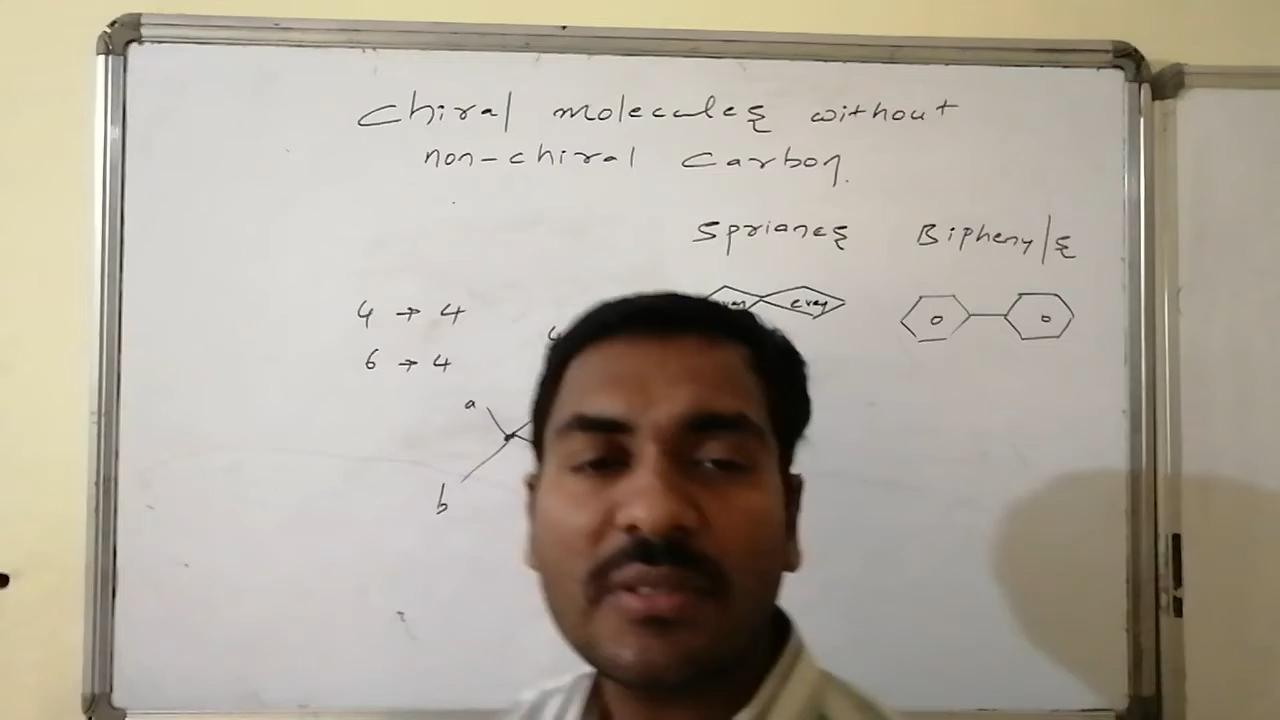 Chiral molecules without
non-chiral Carbon.
Sprianes Biphenyls
4 → 4
6 → 4
a
b